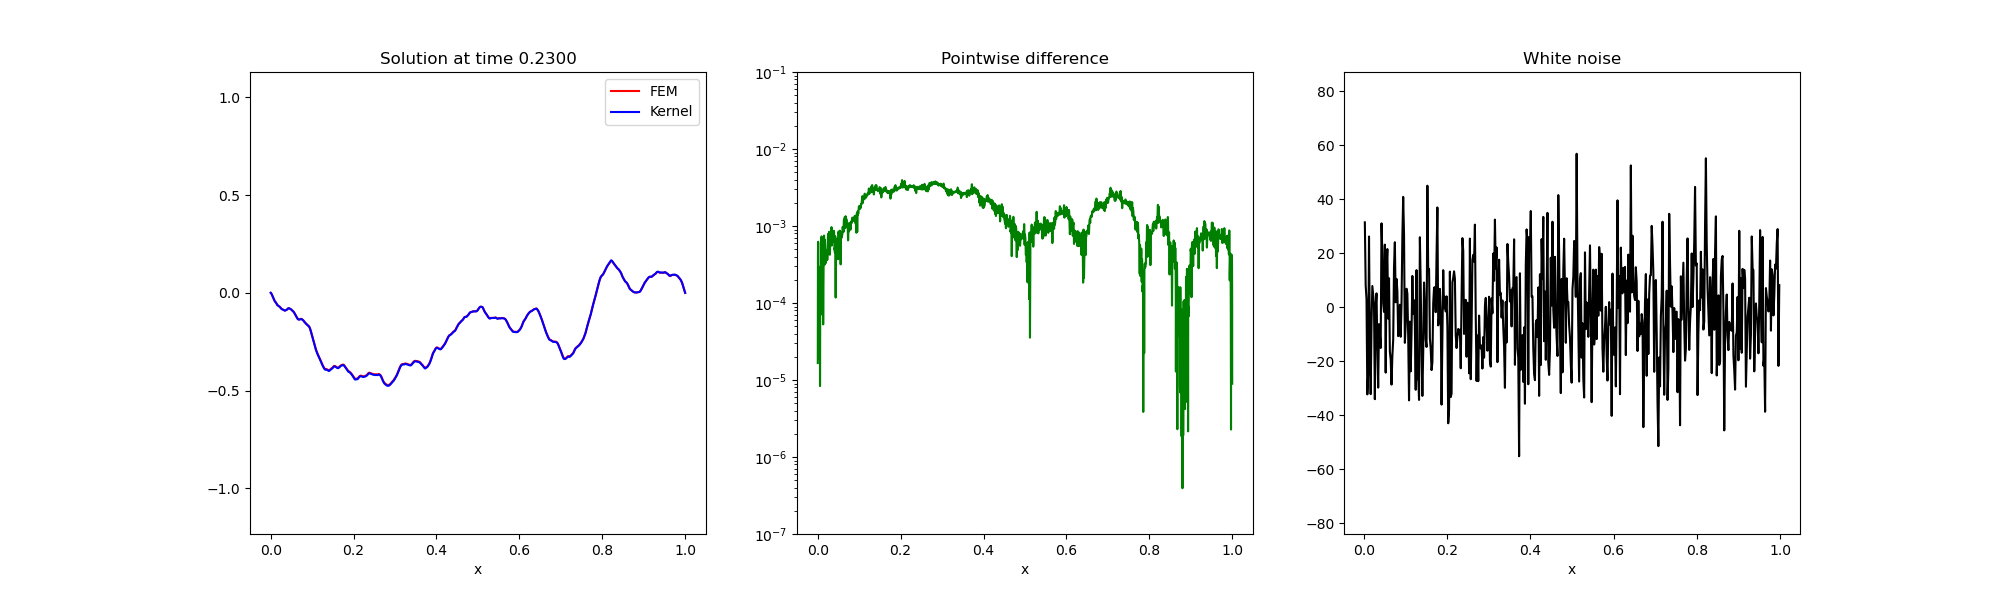 Solution at time 0.2300
1.0
0.5
0.0
−0.5
−1.0
0.0 0.2 0.4 0.6 0.8 1.0
x
FEM
Kernel
Pointwise difference
10⁻¹
10⁻²
10⁻³
10⁻⁴
10⁻⁵
10⁻⁶
10⁻⁷
0.0 0.2 0.4 0.6 0.8 1.0
x
White noise
80
60
40
20
0
−20
−40
−60
−80
0.0 0.2 0.4 0.6 0.8 1.0
x